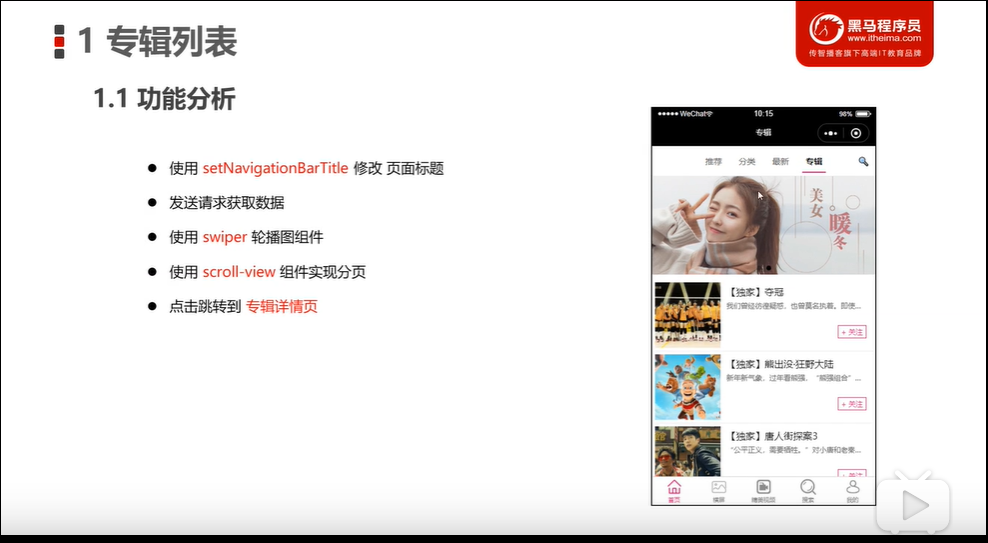 1 专辑列表
黑马程序员
www.itheima.com
传智播客旗下高端IT教育品牌
1.1 功能分析
使用 setNavigationBarTitle 修改 页面标题
发送请求获取数据
使用 swiper 轮播图组件
使用 scroll-view 组件实现分页
点击跳转到 专辑详情页
WeChat 10:15 98%
专辑
推荐 分类 最新 专辑
美女
暖冬
【独家】夺冠
我们曾经彷徨疑惑，也曾莫名执着。即使...
+ 关注
【独家】熊出没·狂野大陆
新年新气象，过年看熊强，“熊强组合”...
+ 关注
【独家】唐人街探案3
“公平正义，需要牺牲。”对小唐和老秦...
+ 关注
首页 横屏 精美视频 搜索 我的